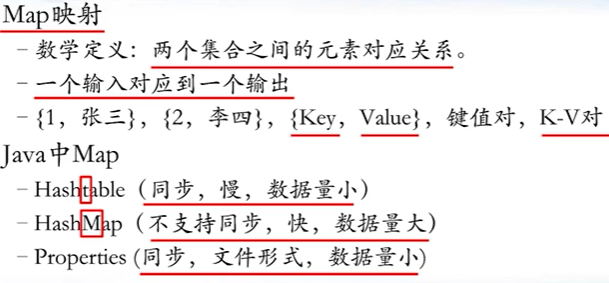 Map映射
– 数学定义：两个集合之间的元素对应关系。
– 一个输入对应到一个输出
– {1，张三}，{2，李四}，{Key，Value}，键值对，K-V对
Java中Map
– Hashtable（同步，慢，数据量小）
– HashMap（不支持同步，快，数据量大）
– Properties (同步，文件形式，数据量小)